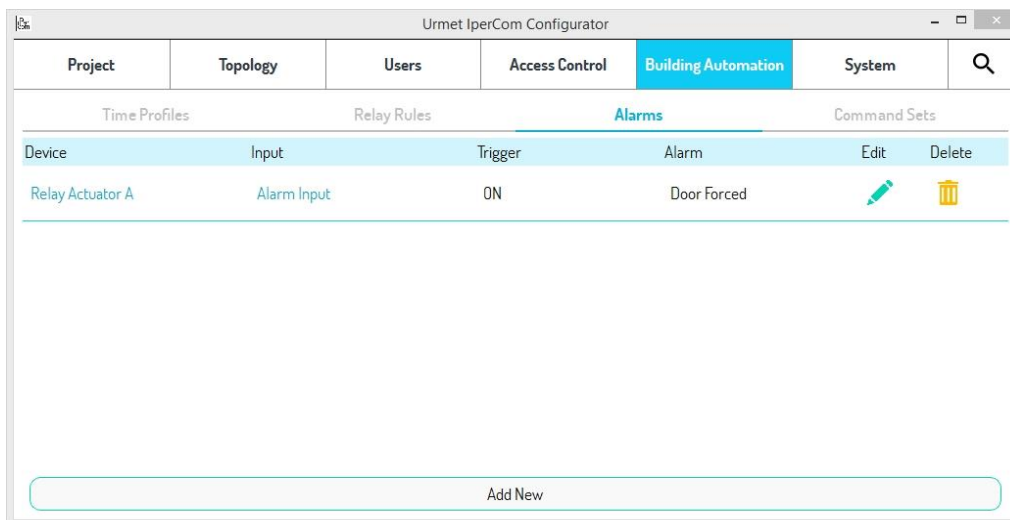 Urmet IperCom Configurator
Project Topology Users Access Control Building Automation System
Time Profiles Relay Rules Alarms Command Sets
Device Input Trigger Alarm Edit Delete
Relay Actuator A Alarm Input ON Door Forced
Add New